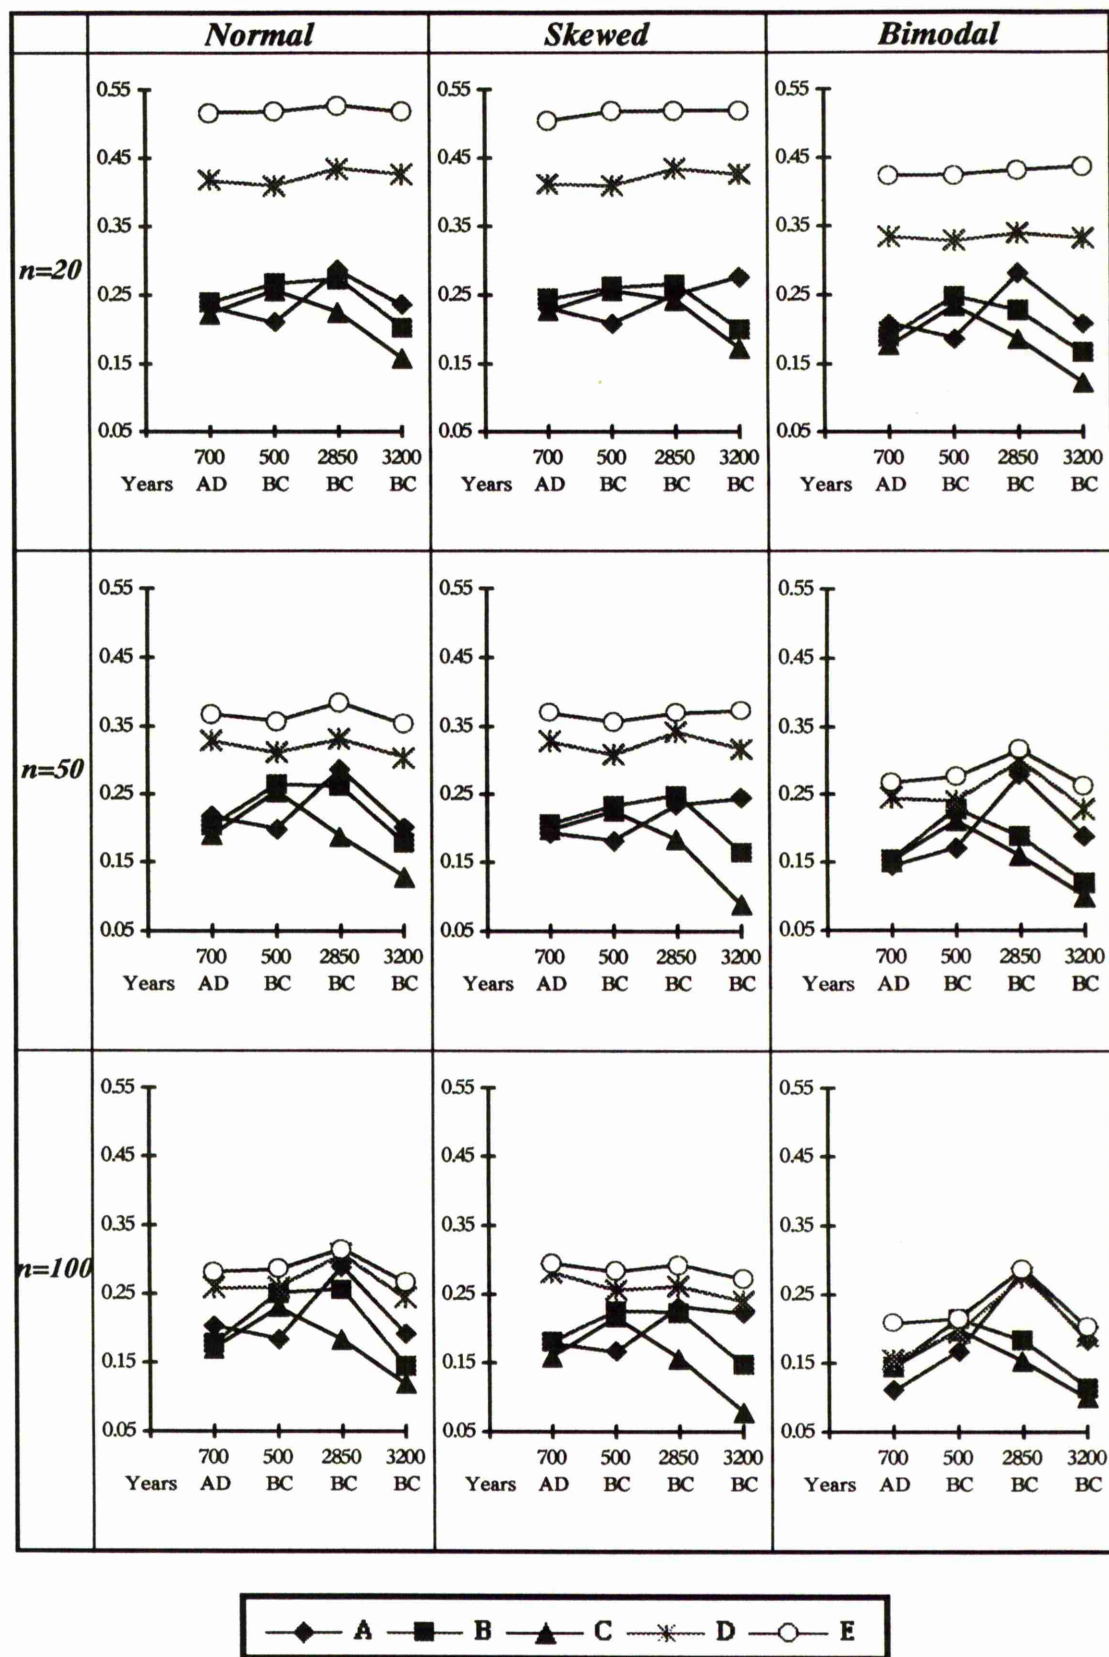 Normal Skewed Bimodal
n=20
0.55 0.55 0.55
0.45 0.45 0.45
0.35 0.35 0.35
0.25 0.25 0.25
0.15 0.15 0.15
0.05 0.05 0.05
700 500 2850 3200 700 500 2850 3200 700 500 2850 3200
Years AD BC BC BC Years AD BC BC BC Years AD BC BC BC
n=50
0.55 0.55 0.55
0.45 0.45 0.45
0.35 0.35 0.35
0.25 0.25 0.25
0.15 0.15 0.15
0.05 0.05 0.05
700 500 2850 3200 700 500 2850 3200 700 500 2850 3200
Years AD BC BC BC Years AD BC BC BC Years AD BC BC BC
n=100
0.55 0.55 0.55
0.45 0.45 0.45
0.35 0.35 0.35
0.25 0.25 0.25
0.15 0.15 0.15
0.05 0.05 0.05
700 500 2850 3200 700 500 2850 3200 700 500 2850 3200
Years AD BC BC BC Years AD BC BC BC Years AD BC BC BC
A B C D E